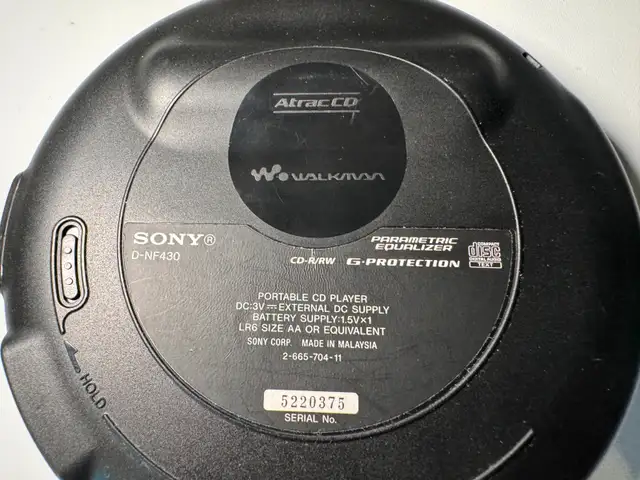 AtracCD
WALKMAN
SONY®
D-NF430
CD-R/RW
G-PROTECTION
PARAMETRIC
EQUALIZER
COMPACT
disc
DIGITAL AUDIO
TEXT
PORTABLE CD PLAYER
DC:3V⎓EXTERNAL DC SUPPLY
BATTERY SUPPLY:1.5V×1
LR6 SIZE AA OR EQUIVALENT
SONY CORP. MADE IN MALAYSIA
2-665-704-11
5220375
SERIAL No.
HOLD